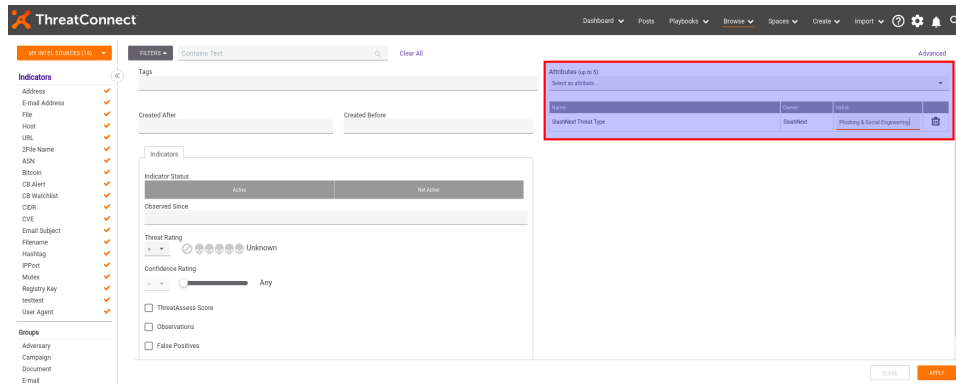 ThreatConnect
Dashboard
Posts
Playbooks
Browse
Spaces
Create
Import
MY INTEL SOURCES (16)
FILTERS
Contains Text
Clear All
Advanced
Indicators
Address
E-mail Address
File
Host
URL
2File Name
ASN
Bitcoin
CB Alert
CB Watchlist
CIDR
CVE
Email Subject
Filename
Hashtag
IPPort
Mutex
Registry Key
testtest
User Agent
Groups
Adversary
Campaign
Document
E-mail
Tags
Created After
Created Before
Indicators
Indicator Status
Active
Not Active
Observed Since
Threat Rating
Unknown
Confidence Rating
Any
ThreatAssess Score
Observations
False Positives
Attributes (up to 5)
Select an attribute...
Name
Owner
Value
SlashNext Threat Type
SlashNext
Phishing & Social Engineering
CLOSE
APPLY